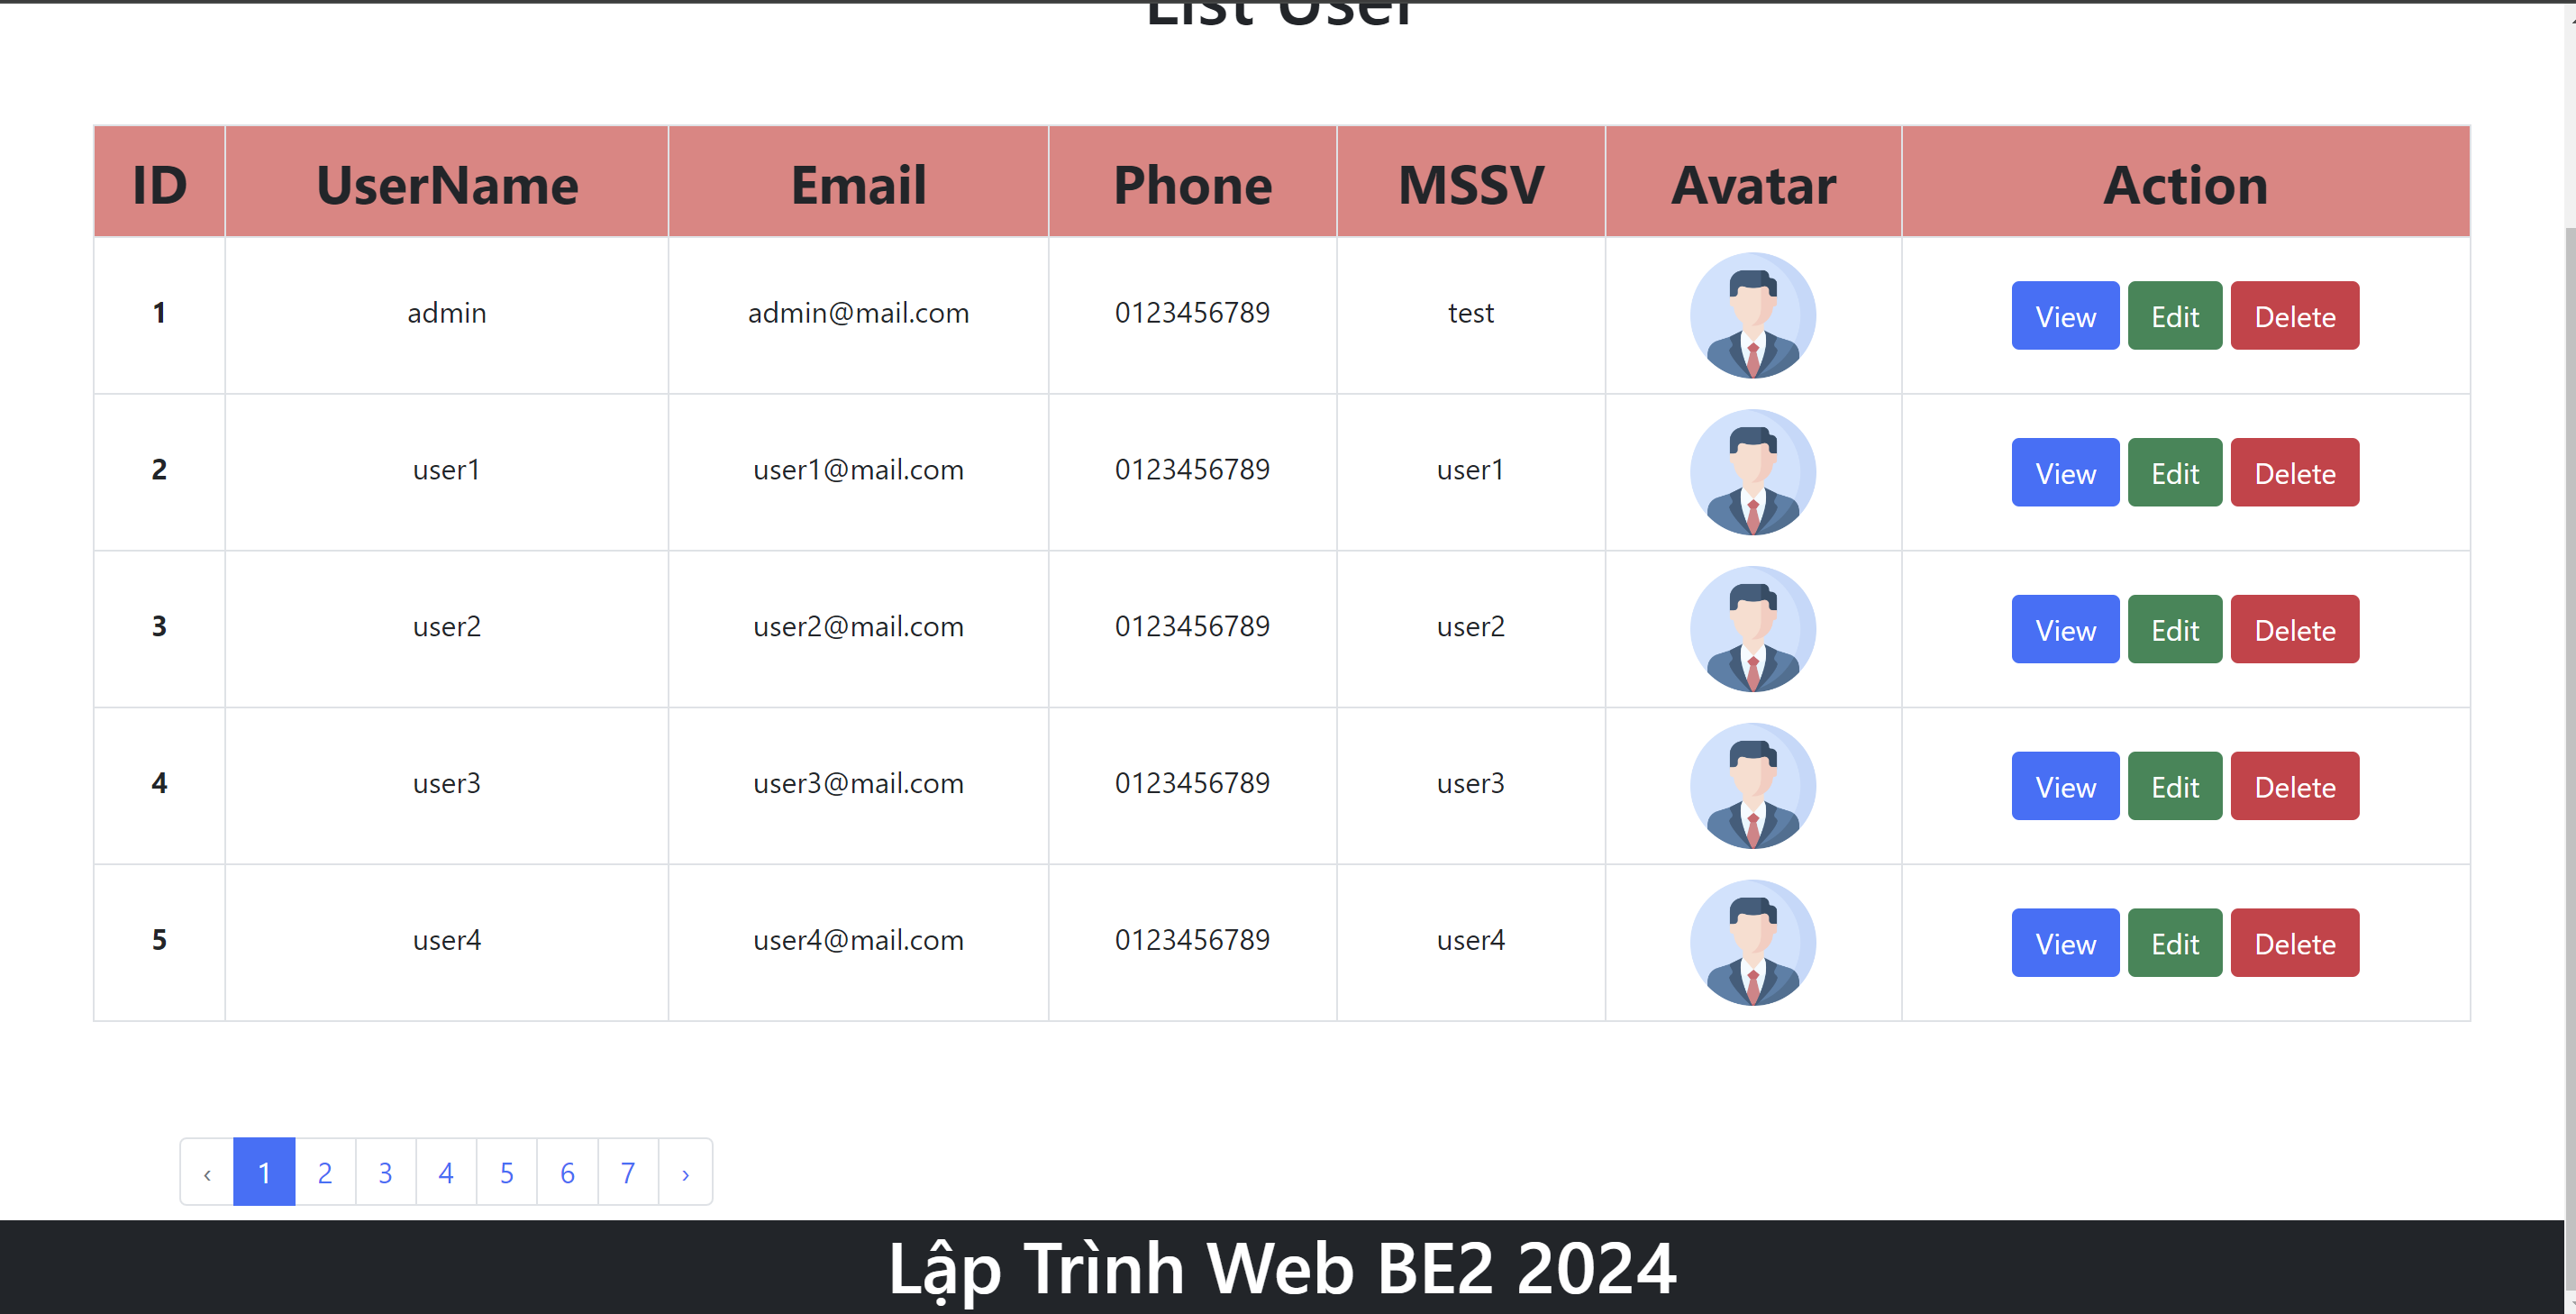 List User
ID UserName Email Phone MSSV Avatar Action
1 admin admin@mail.com 0123456789 test View Edit Delete
2 user1 user1@mail.com 0123456789 user1 View Edit Delete
3 user2 user2@mail.com 0123456789 user2 View Edit Delete
4 user3 user3@mail.com 0123456789 user3 View Edit Delete
5 user4 user4@mail.com 0123456789 user4 View Edit Delete
‹ 1 2 3 4 5 6 7 ›
Lập Trình Web BE2 2024